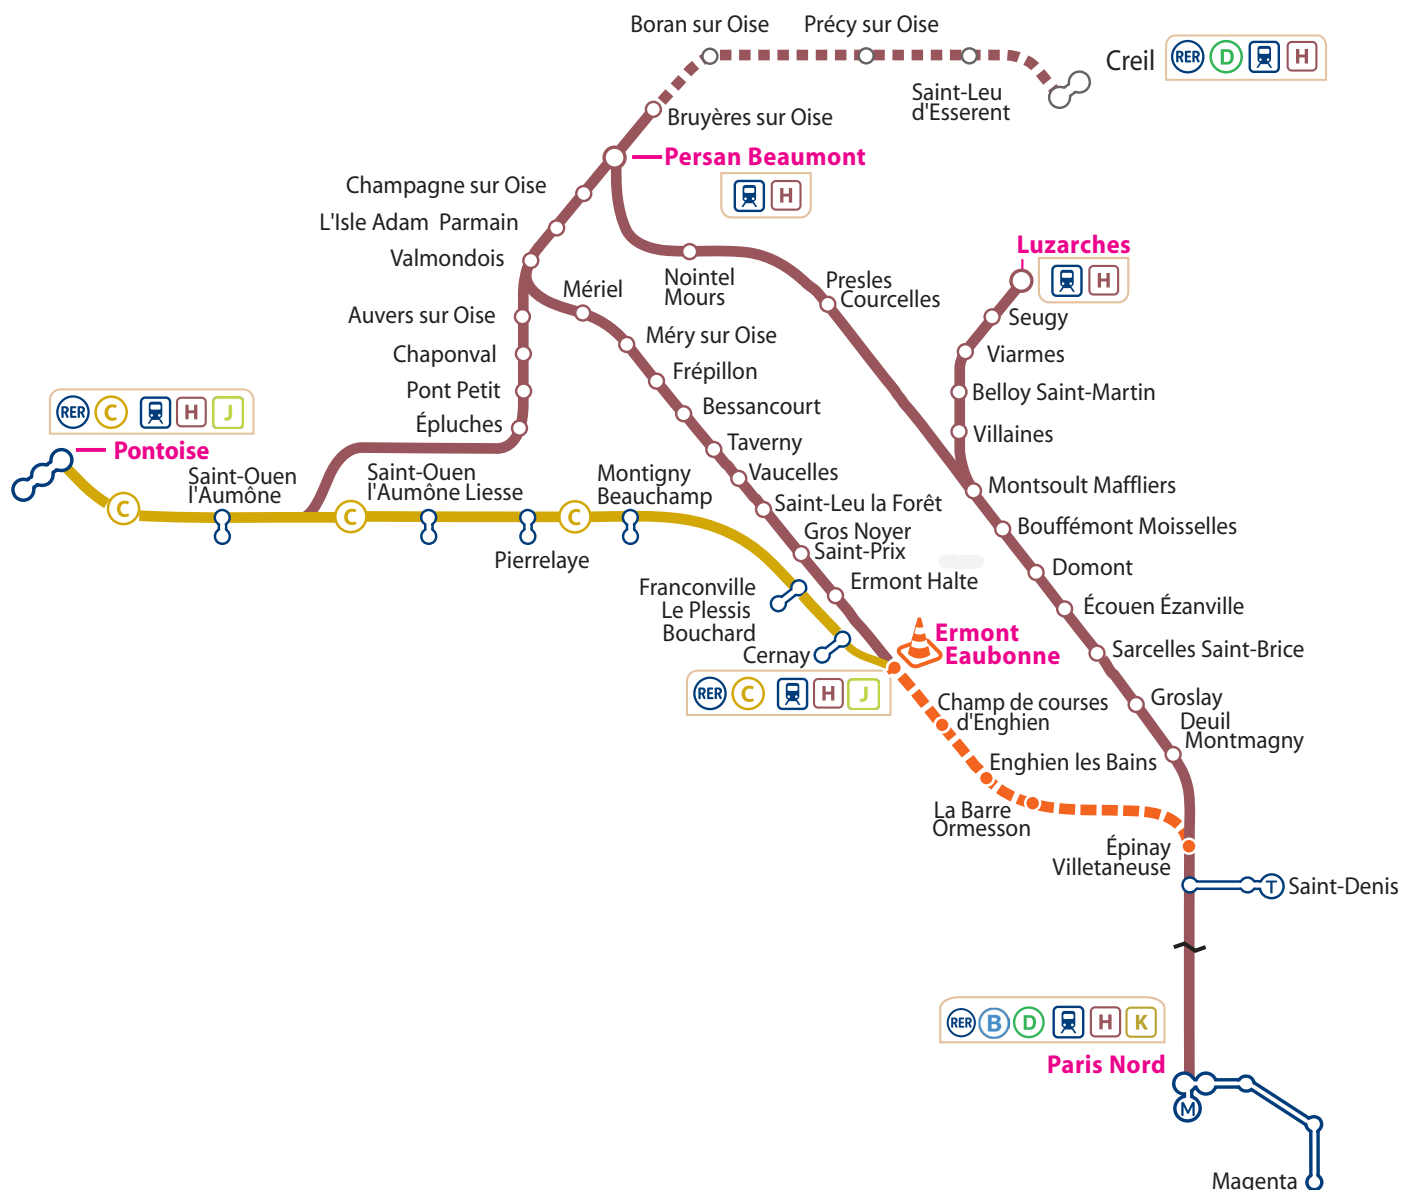 Boran sur Oise
Précy sur Oise
Creil
RER D H
Saint-Leu
d'Esserent
Bruyères sur Oise
Persan Beaumont
H
Champagne sur Oise
L'Isle Adam Parmain
Valmondois
Luzarches
H
Nointel
Mours
Presles
Courcelles
Mériel
Seugy
Auvers sur Oise
Méry sur Oise
Viarmes
Chaponval
Frépillon
Belloy Saint-Martin
Pont Petit
Bessancourt
RER C H J
Épluches
Villaines
Pontoise
Taverny
Saint-Ouen
l'Aumône
Saint-Ouen
l'Aumône Liesse
Montigny
Beauchamp
Vaucelles
Montsoult Maffliers
Saint-Leu la Forêt
C
C
C
Bouffémont Moisselles
Gros Noyer
Saint-Prix
Pierrelaye
Domont
Ermont Halte
Franconville
Le Plessis
Bouchard
Écouen Ézanville
Cernay
Ermont
Eaubonne
Sarcelles Saint-Brice
RER C H J
Champ de courses
d'Enghien
Groslay
Deuil
Montmagny
Enghien les Bains
La Barre
Ormesson
Épinay
Villetaneuse
T
Saint-Denis
RER B D H K
Paris Nord
M
Magenta